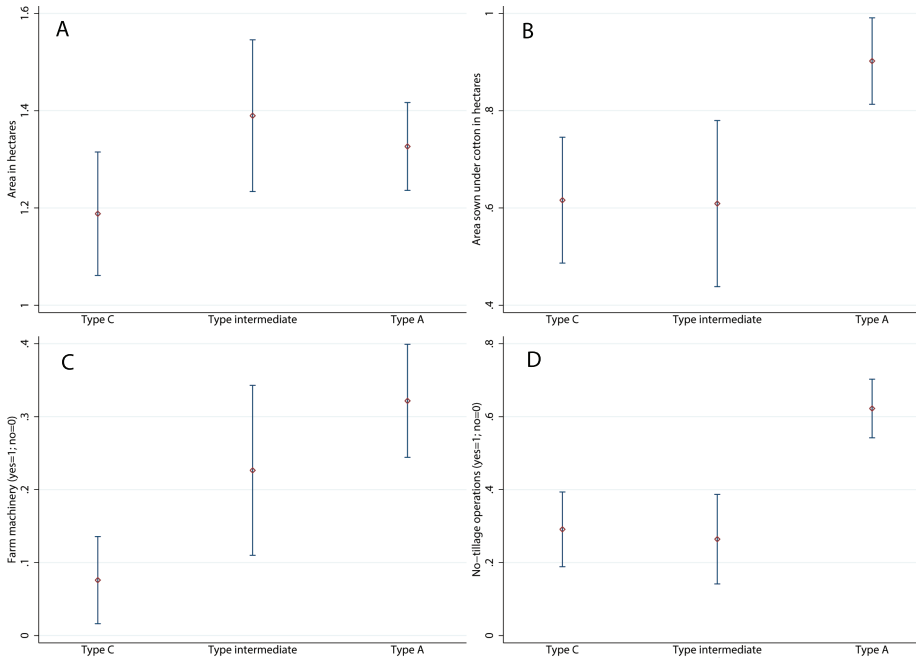 A
Area in hectares
1.6
1.4
1.2
1
Type C Type intermediate Type A
B
Area sown under cotton in hectares
1
.8
.6
.4
Type C Type intermediate Type A
C
Farm machinery (yes=1; no=0)
.4
.3
.2
.1
0
Type C Type intermediate Type A
D
No-tillage operations (yes=1; no=0)
.8
.6
.4
.2
0
Type C Type intermediate Type A